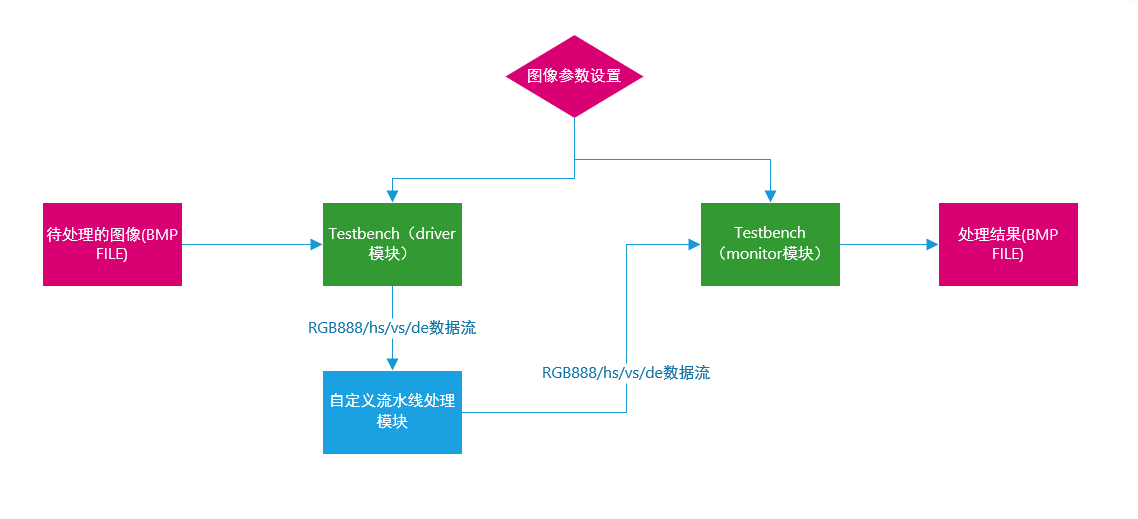 图像参数设置
待处理的图像(BMP
FILE)
Testbench（driver
模块）
Testbench
（monitor模块）
处理结果(BMP
FILE)
RGB888/hs/vs/de数据流
RGB888/hs/vs/de数据流
自定义流水线处理
模块